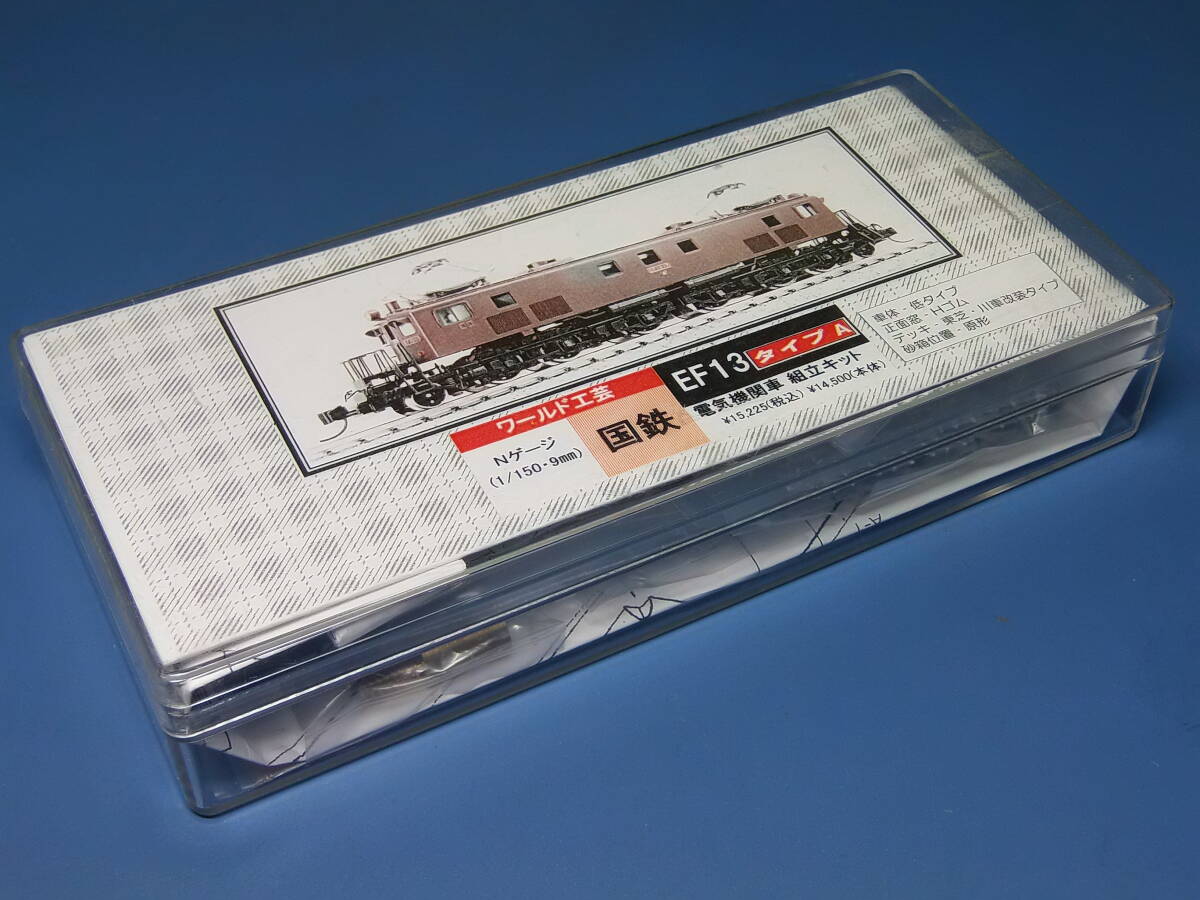 ワールド工芸
Nゲージ
(1/150・9mm)
国鉄
EF13 タイプA
電気機関車 組立キット
¥15,225(税込) ¥14,500(本体)
車体 低タイプ
正面窓 Hゴム
デッキ 東芝、川車改装タイプ
砂箱位置 原形